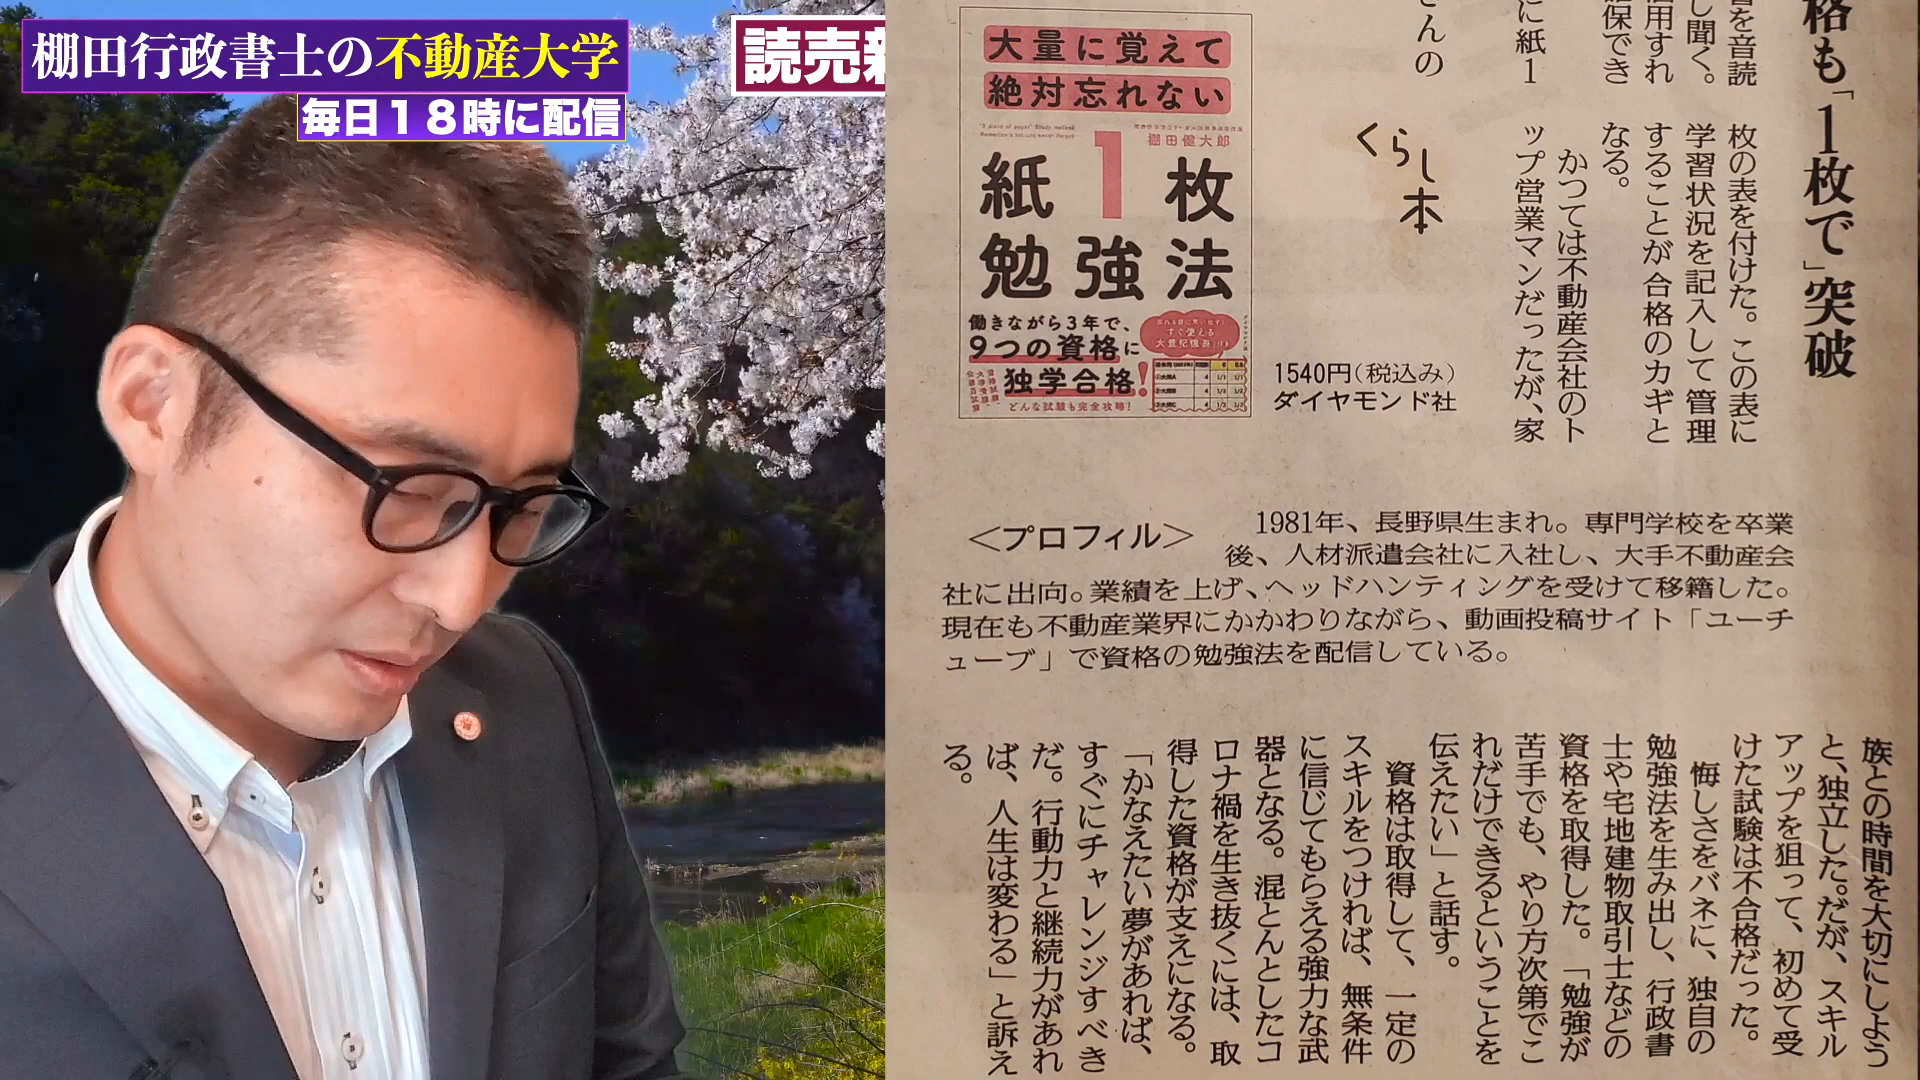 棚田行政書士の不動産大学
毎日18時に配信
読売
格も「1枚で」突破
を音読
し聞く。
用すれ
保でき
に紙1
さんの
枚の表を付けた。この表に
学習状況を記入して管理
することが合格のカギと
なる。
かつては不動産会社のト
ップ営業マンだったが、家
くらし
本
大量に覚えて
絶対忘れない
棚田健大郎
紙1枚
勉強法
働きながら3年で、
9つの資格に
独学合格!
すぐ使える
どんな試験も完全攻略!
1540円(税込み)
ダイヤモンド社
<プロフィル>
1981年、長野県生まれ。専門学校を卒業
後、人材派遣会社に入社し、大手不動産会
社に出向。業績を上げ、ヘッドハンティングを受けて移籍した。
現在も不動産業界にかかわりながら、動画投稿サイト「ユーチ
ューブ」で資格の勉強法を配信している。
族との時間を大切にしよう
と、独立した。だが、スキル
アップを狙って、初めて受
けた試験は不合格だった。
悔しさをバネに、独自の
勉強法を生み出し、行政書
士や宅地建物取引士などの
資格を取得した。「勉強が
苦手でも、やり方次第でこ
れだけできるということを
伝えたい」と話す。
資格は取得して、一定の
スキルをつければ、無条件
に信じてもらえる強力な武
器となる。混とんとしたコ
ロナ禍を生き抜くには、取
得した資格が支えになる。
「かなえたい夢があれば、
すぐにチャレンジすべき
だ。行動力と継続力があれ
ば、人生は変わる」と訴え
る。